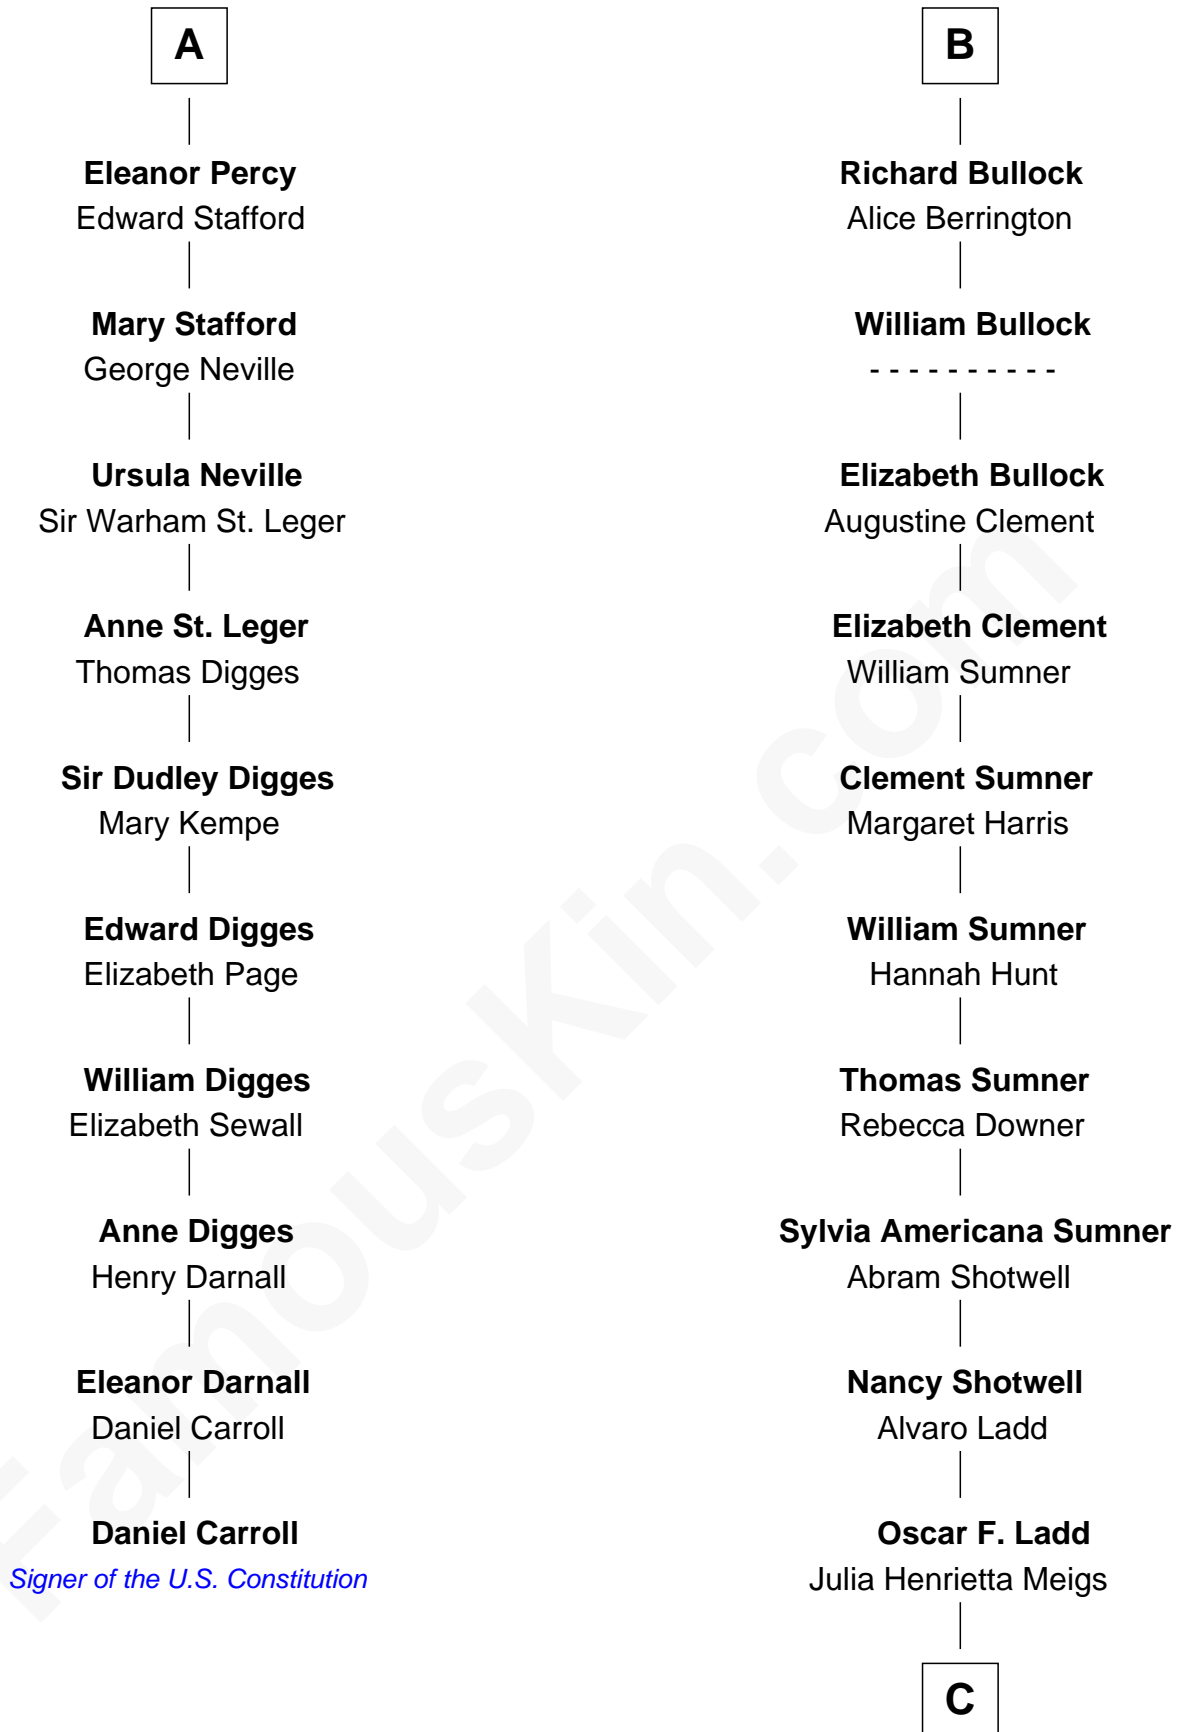 A
Eleanor Percy
Edward Stafford
Mary Stafford
George Neville
Ursula Neville
Sir Warham St. Leger
Anne St. Leger
Thomas Digges
Sir Dudley Digges
Mary Kempe
Edward Digges
Elizabeth Page
William Digges
Elizabeth Sewall
Anne Digges
Henry Darnall
Eleanor Darnall
Daniel Carroll
Daniel Carroll
Signer of the U.S. Constitution
B
Richard Bullock
Alice Berrington
William Bullock
- - - - - - - - - -
Elizabeth Bullock
Augustine Clement
Elizabeth Clement
William Sumner
Clement Sumner
Margaret Harris
William Sumner
Hannah Hunt
Thomas Sumner
Rebecca Downer
Sylvia Americana Sumner
Abram Shotwell
Nancy Shotwell
Alvaro Ladd
Oscar F. Ladd
Julia Henrietta Meigs
C
FamousKin.com